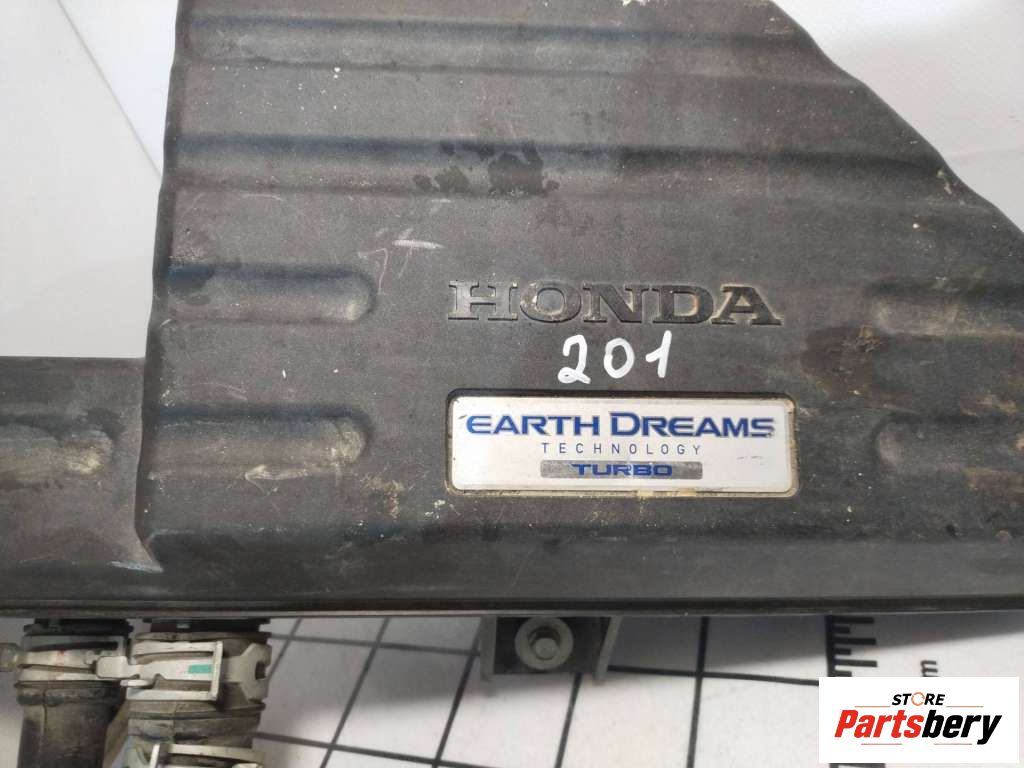 HONDA
201
EARTH DREAMS
TECHNOLOGY
TURBO
STORE
Partsbery